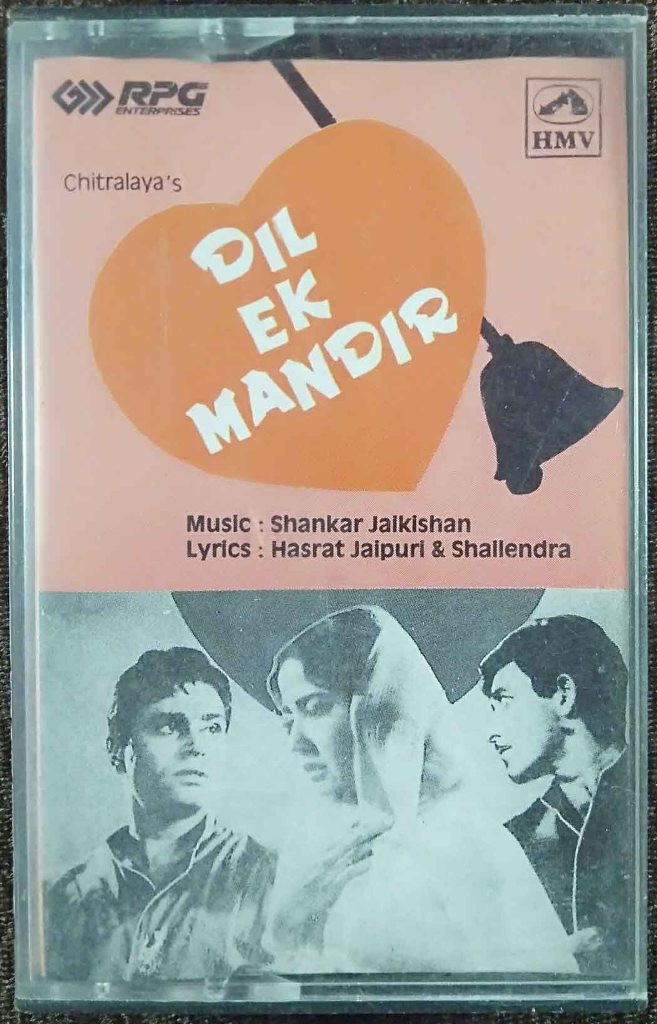 RPG
ENTERPRISES
HMV
Chitralaya's
DIL
EK
MANDIR
Music : Shankar Jaikishan
Lyrics : Hasrat Jaipuri & Shailendra